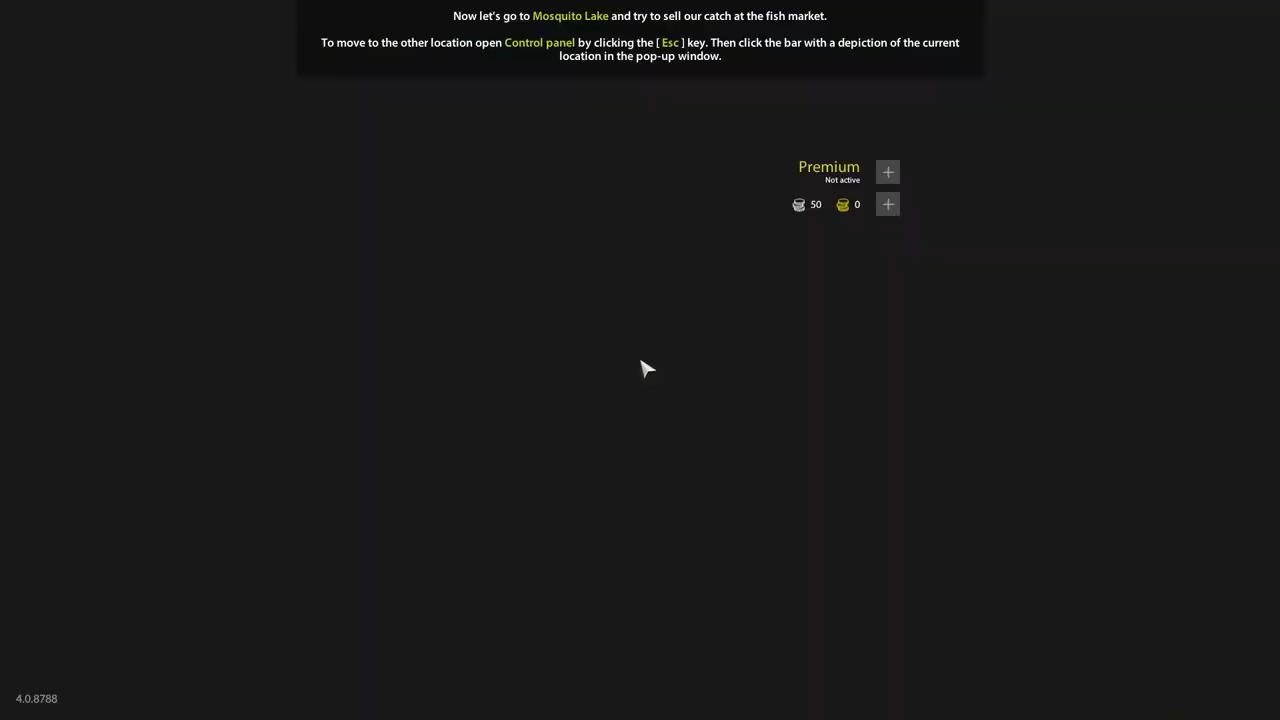 Now let's go to Mosquito Lake and try to sell our catch at the fish market.
To move to the other location open Control panel by clicking the [ Esc ] key. Then click the bar with a depiction of the current
location in the pop-up window.
Premium
Not active
50 0
4.0.8788